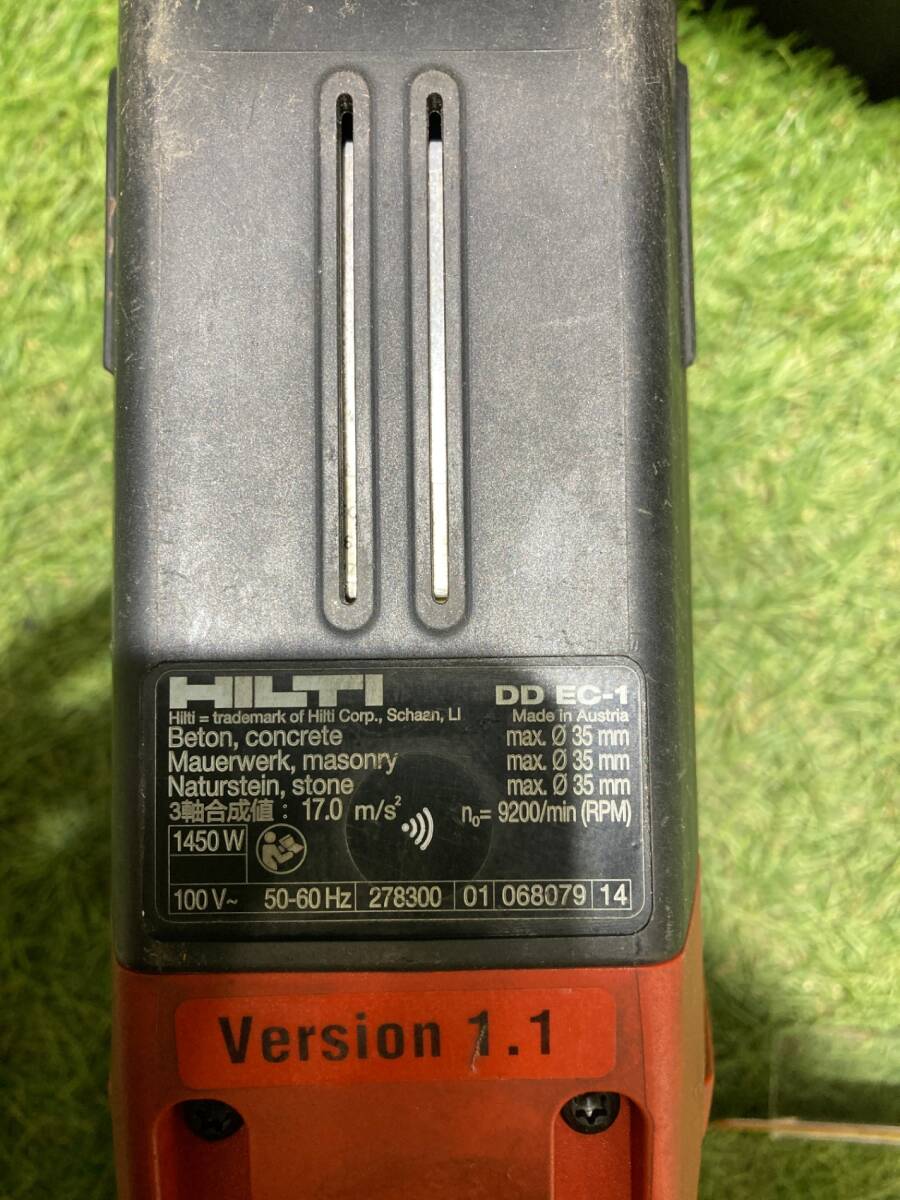 HILTI DD EC-1
Hilti = trademark of Hilti Corp., Schaan, LI Made in Austria
Beton, concrete max. Ø 35 mm
Mauerwerk, masonry max. Ø 35 mm
Naturstein, stone max. Ø 35 mm
3軸合成値: 17.0 m/s² n₀= 9200/min (RPM)
1450 W
100 V~ 50-60 Hz 278300 01 068079 14
Version 1.1